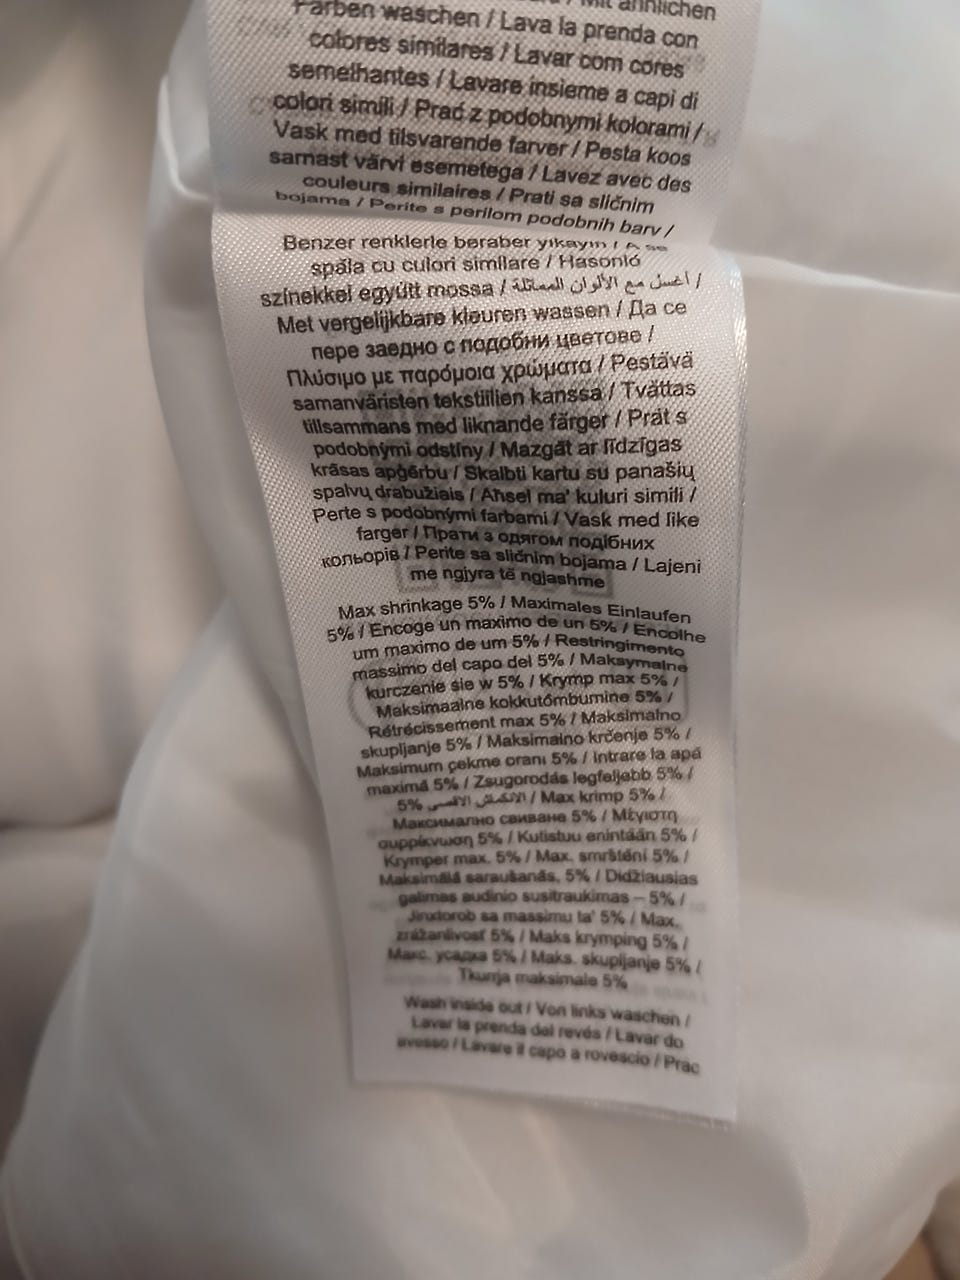 Mit ähnlichen
Farben waschen / Lava la prenda con
colores similares / Lavar com cores
semelhantes / Lavare insieme a capi di
colori simili / Prać z podobnymi kolorami /
Vask med tilsvarende farver / Pesta koos
sarnast värvi esemetega / Lavez avec des
couleurs similaires / Prati sa sličnim
bojama / Perite s perilom podobnih barv /
Benzer renklerle beraber yıkayın / A se
spăla cu culori similare / Hasonló
színekkel együtt mossa / أغسل مع الألوان المماثلة /
Met vergelijkbare kleuren wassen / Да се
пере заедно с подобни цветове /
Πλύσιμο με παρόμοια χρώματα / Pestävä
samanväristen tekstiilien kanssa / Tvättas
tillsammans med liknande färger / Prát s
podobnými odstíny / Mazgāt ar līdzīgas
krāsas apģērbu / Skalbti kartu su panašių
spalvų drabužiais / Aħsel ma' kuluri simili /
Perte s podobnými farbami / Vask med like
farger / Прати з одягом подібних
кольорів / Perite sa sličnim bojama / Lajeni
me ngjyra të ngjashme
Max shrinkage 5% / Maximales Einlaufen
5% / Encoge un maximo de un 5% / Encolhe
um maximo de um 5% / Restringimento
massimo del capo del 5% / Maksymalne
kurczenie sie w 5% / Krymp max 5% /
Maksimaalne kokkutõmbumine 5% /
Rétrécissement max 5% / Maksimalno
skupljanje 5% / Maksimalno krčenje 5% /
Maksimum çekme oranı 5% / Intrare la apă
maximă 5% / Zsugorodás legfeljebb 5% /
5% الانكماش الأقصى / Max krimp 5% /
Максимално свиване 5% / Μέγιστη
συρρίκνωση 5% / Kutistuu enintään 5% /
Krymper max. 5% / Max. smrštění 5% /
Maksimālā saraušanās. 5% / Didžiausias
galimas audinio susitraukimas – 5% /
Jinxtorob sa massimu ta' 5% / Max.
zrážanlivosť 5% / Maks krymping 5% /
Макс. усадка 5% / Maks. skupljanje 5% /
Tkurrja maksimale 5%
Wash inside out / Von links waschen /
Lavar la prenda del revés / Lavar do
avesso / Lavare il capo a rovescio / Prac